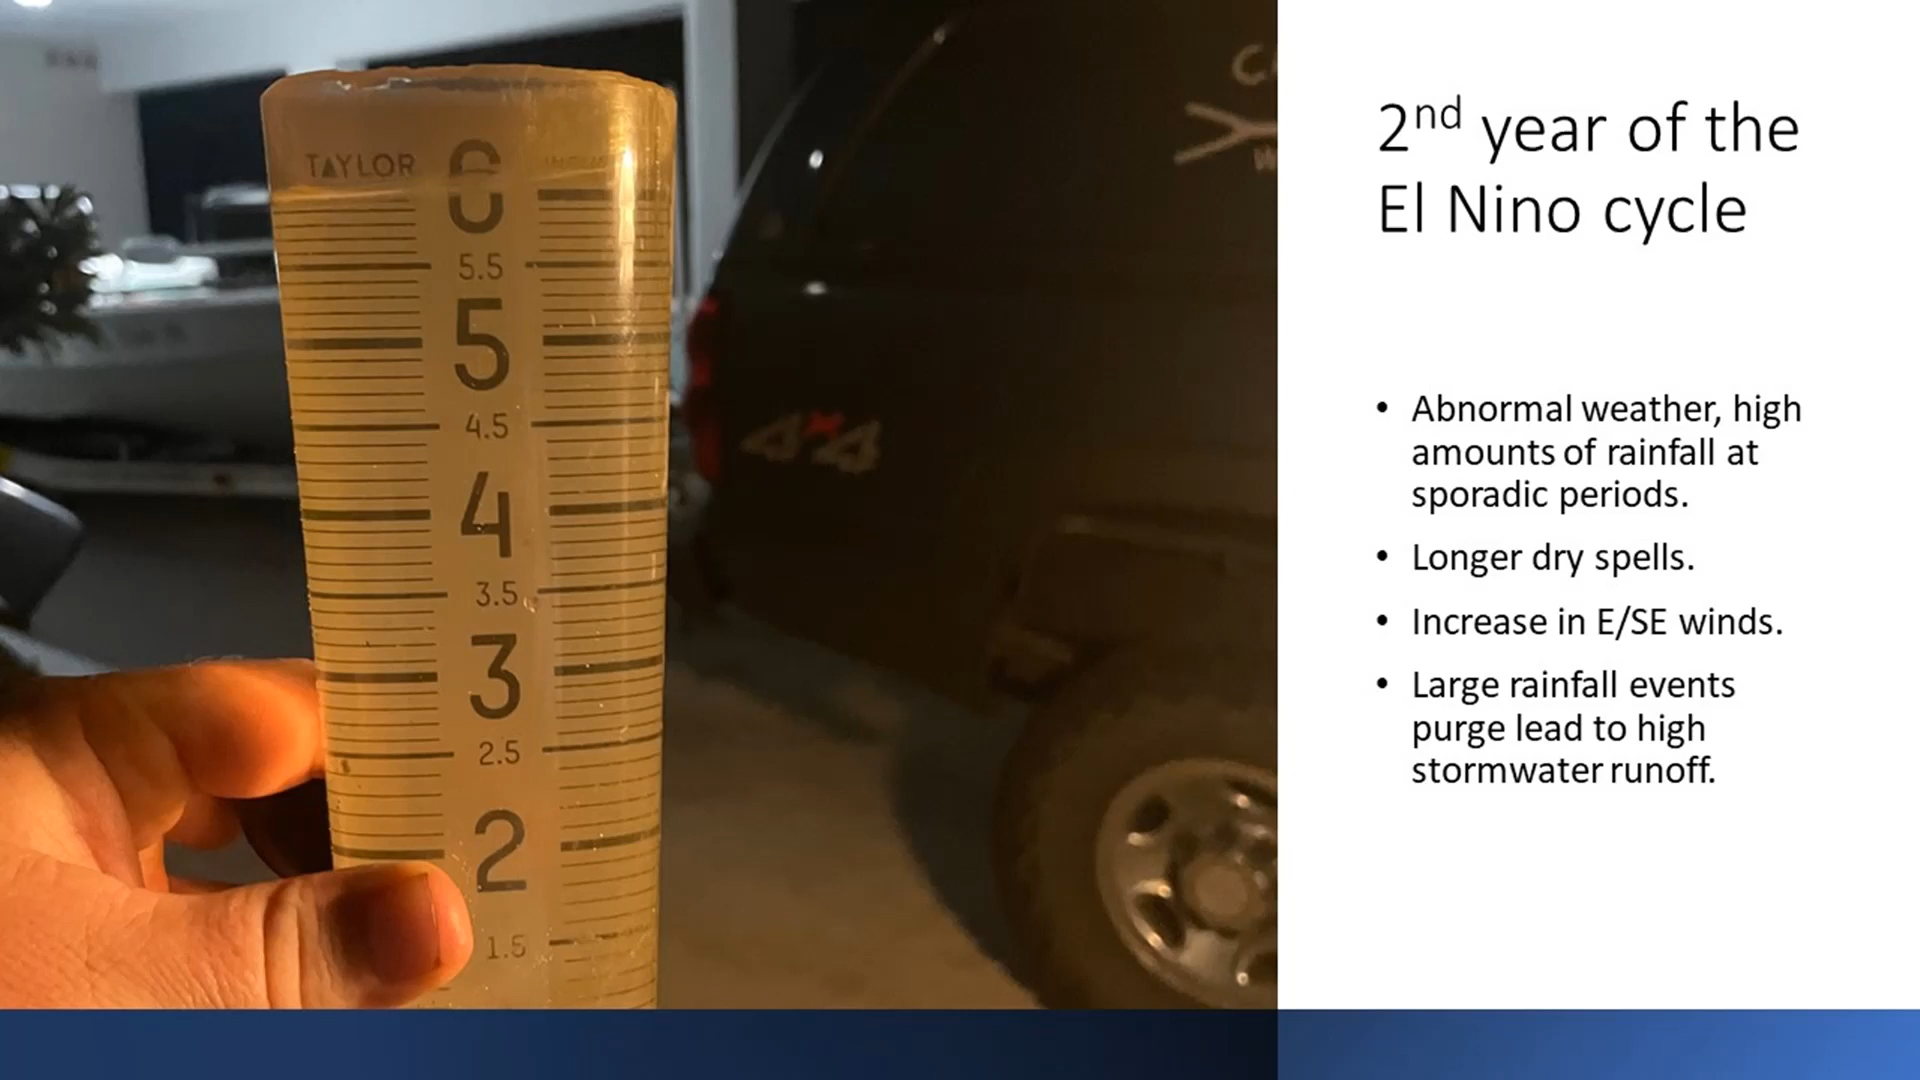 TAYLOR 6
5.5
5
4.5
4
3.5
3
2.5
2
1.5
4x4
C
2nd year of the
El Nino cycle
• Abnormal weather, high
amounts of rainfall at
sporadic periods.
• Longer dry spells.
• Increase in E/SE winds.
• Large rainfall events
purge lead to high
stormwater runoff.